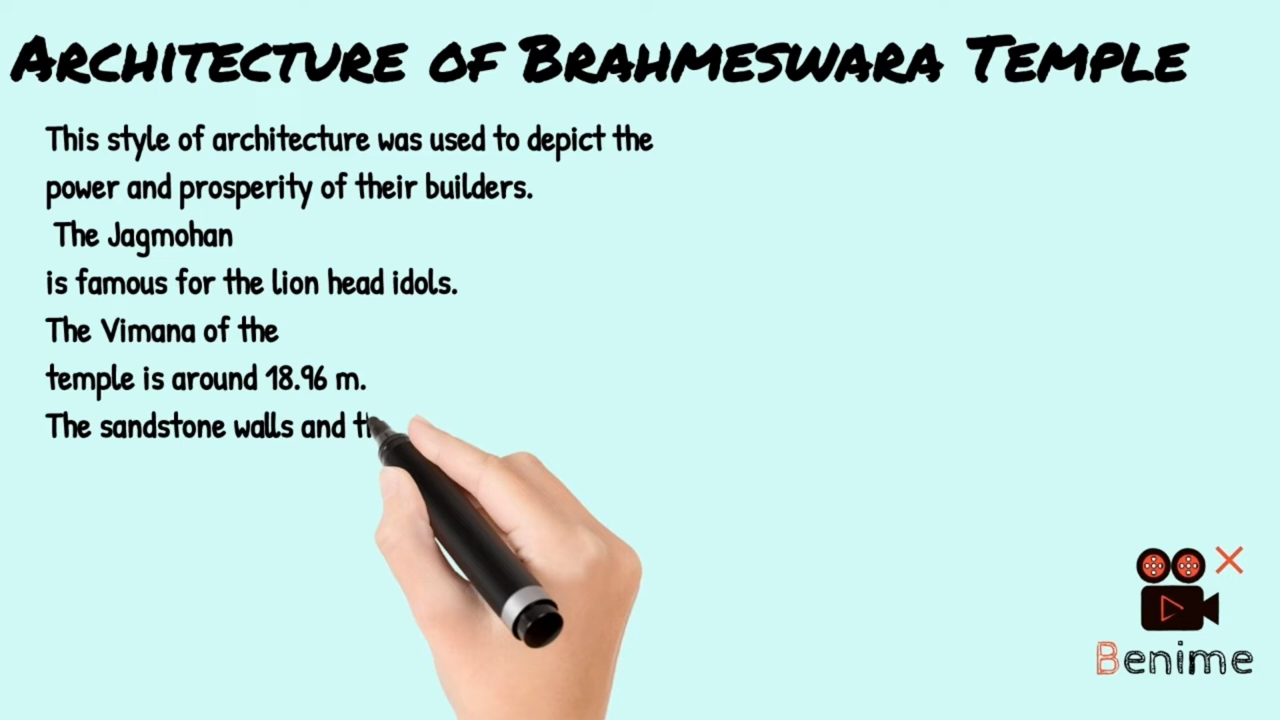 Architecture of Brahmeswara Temple
This style of architecture was used to depict the
power and prosperity of their builders.
The Jagmohan
is famous for the lion head idols.
The Vimana of the
temple is around 18.96 m.
The sandstone walls and th
Benime